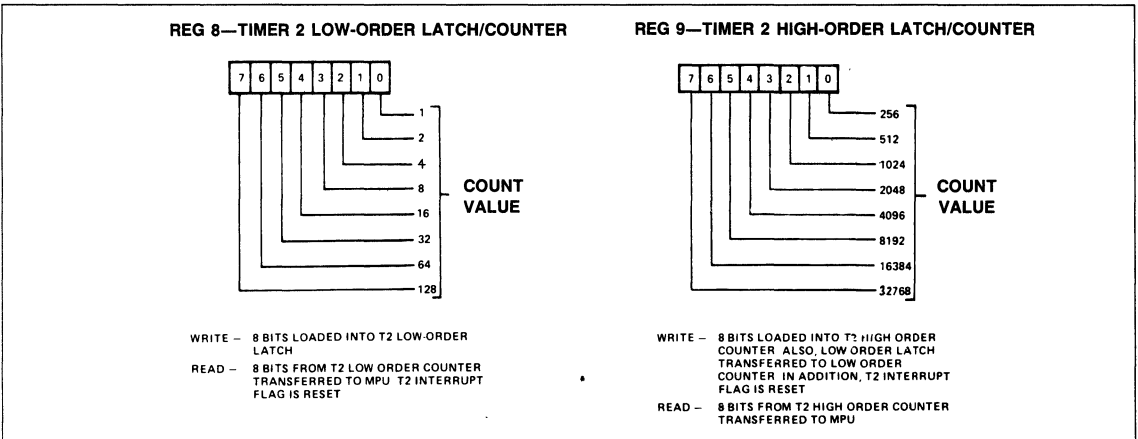 REG 8—TIMER 2 LOW-ORDER LATCH/COUNTER
7 6 5 4 3 2 1 0
1
2
4
8
16
32
64
128
COUNT
VALUE
WRITE – 8 BITS LOADED INTO T2 LOW-ORDER
LATCH
READ – 8 BITS FROM T2 LOW ORDER COUNTER
TRANSFERRED TO MPU T2 INTERRUPT
FLAG IS RESET
REG 9—TIMER 2 HIGH-ORDER LATCH/COUNTER
7 6 5 4 3 2 1 0
256
512
1024
2048
4096
8192
16384
32768
COUNT
VALUE
WRITE – 8 BITS LOADED INTO T2 HIGH ORDER
COUNTER ALSO, LOW ORDER LATCH
TRANSFERRED TO LOW ORDER
COUNTER IN ADDITION, T2 INTERRUPT
FLAG IS RESET
READ – 8 BITS FROM T2 HIGH ORDER COUNTER
TRANSFERRED TO MPU